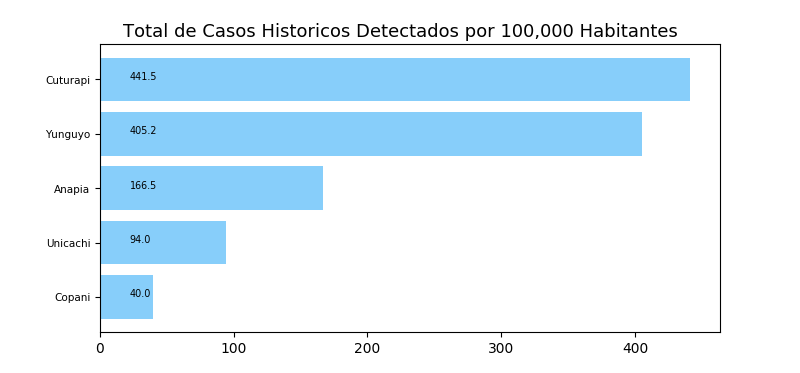 Total de Casos Historicos Detectados por 100,000 Habitantes
Cuturapi 441.5
Yunguyo 405.2
Anapia 166.5
Unicachi 94.0
Copani 40.0
0 100 200 300 400